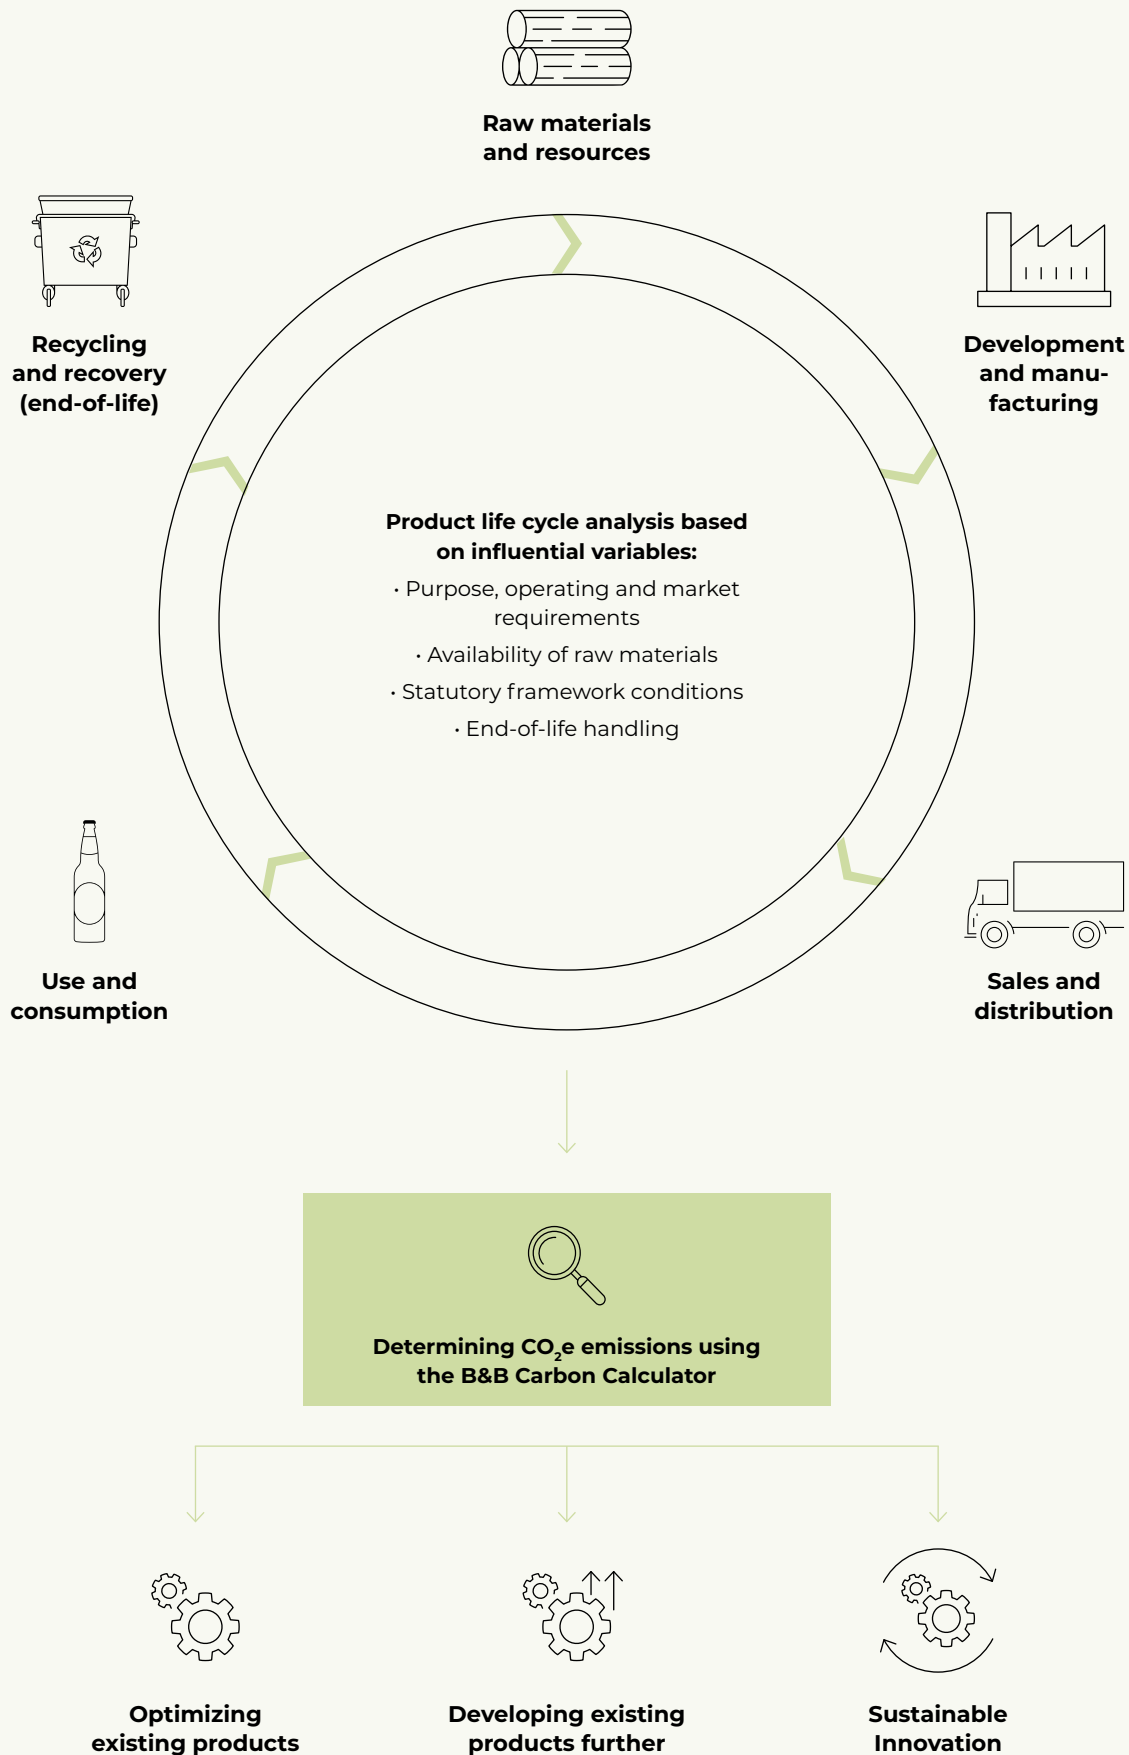 Raw materials
and resources
Recycling
and recovery
(end-of-life)
Development
and manu-
facturing
Product life cycle analysis based
on influential variables:
· Purpose, operating and market
requirements
· Availability of raw materials
· Statutory framework conditions
· End-of-life handling
Use and
consumption
Sales and
distribution
Determining CO₂e emissions using
the B&B Carbon Calculator
Optimizing
existing products
Developing existing
products further
Sustainable
Innovation